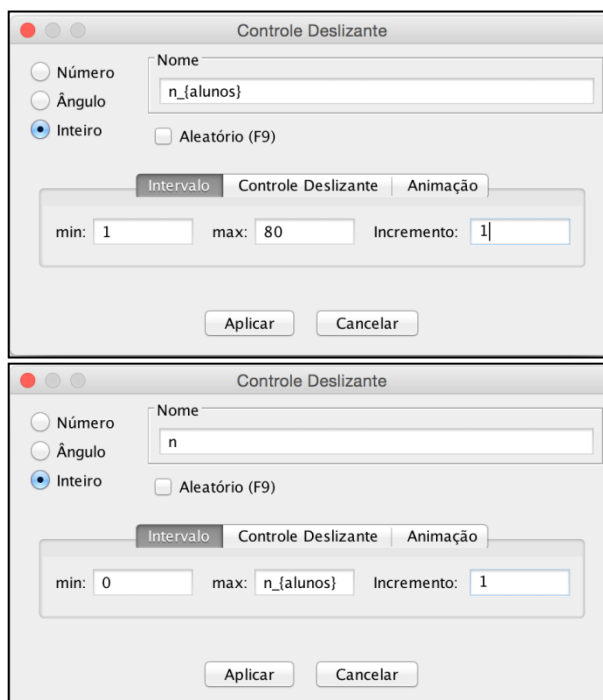 Controle Deslizante
Número
Ângulo
Inteiro
Nome
n_{alunos}
Aleatório (F9)
Intervalo Controle Deslizante Animação
min: 1 max: 80 Incremento: 1
Aplicar Cancelar
Controle Deslizante
Número
Ângulo
Inteiro
Nome
n
Aleatório (F9)
Intervalo Controle Deslizante Animação
min: 0 max: n_{alunos} Incremento: 1
Aplicar Cancelar